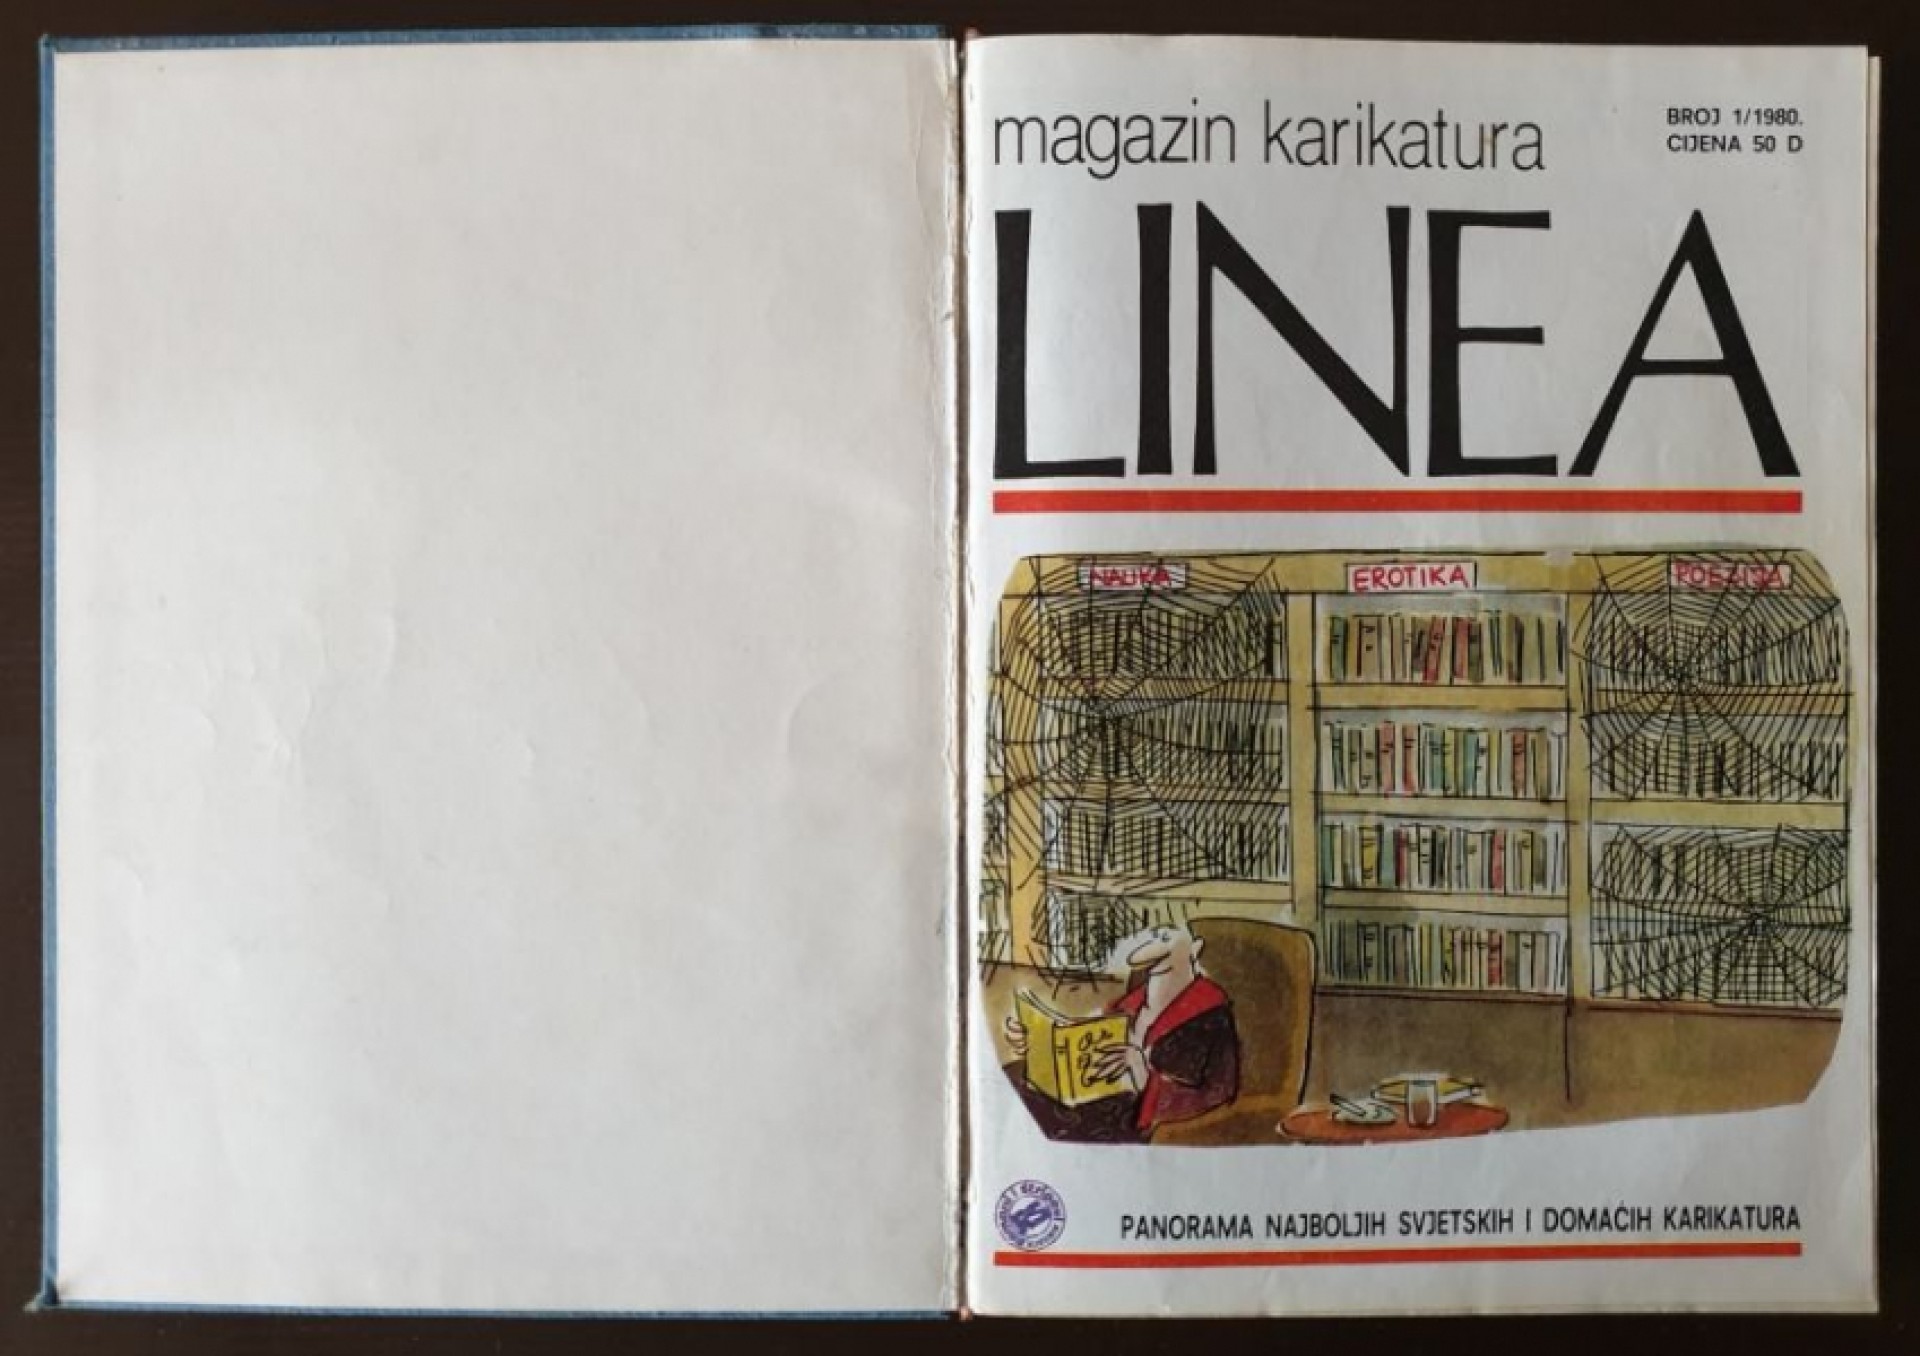 magazin karikatura
BROJ 1/1980.
CIJENA 50 D
LINEA
NAUKA
EROTIKA
POEZIJA
PANORAMA NAJBOLJIH SVJETSKIH I DOMAĆIH KARIKATURA